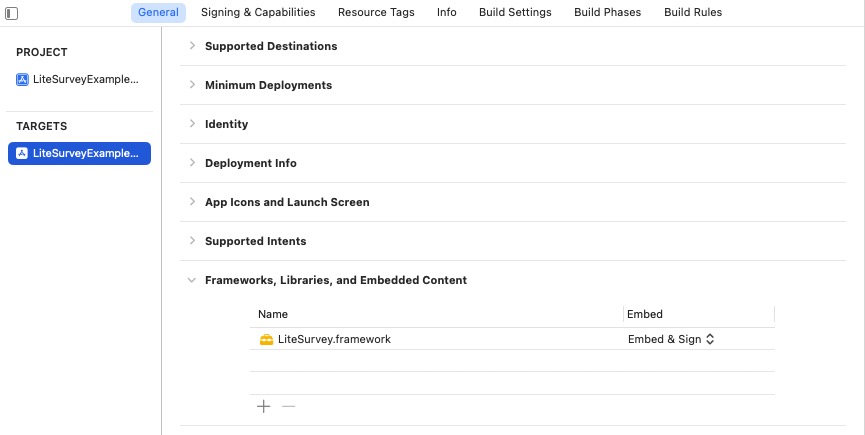 General Signing & Capabilities Resource Tags Info Build Settings Build Phases Build Rules
PROJECT
LiteSurveyExample...
TARGETS
LiteSurveyExample...
Supported Destinations
Minimum Deployments
Identity
Deployment Info
App Icons and Launch Screen
Supported Intents
Frameworks, Libraries, and Embedded Content
Name Embed
LiteSurvey.framework Embed & Sign